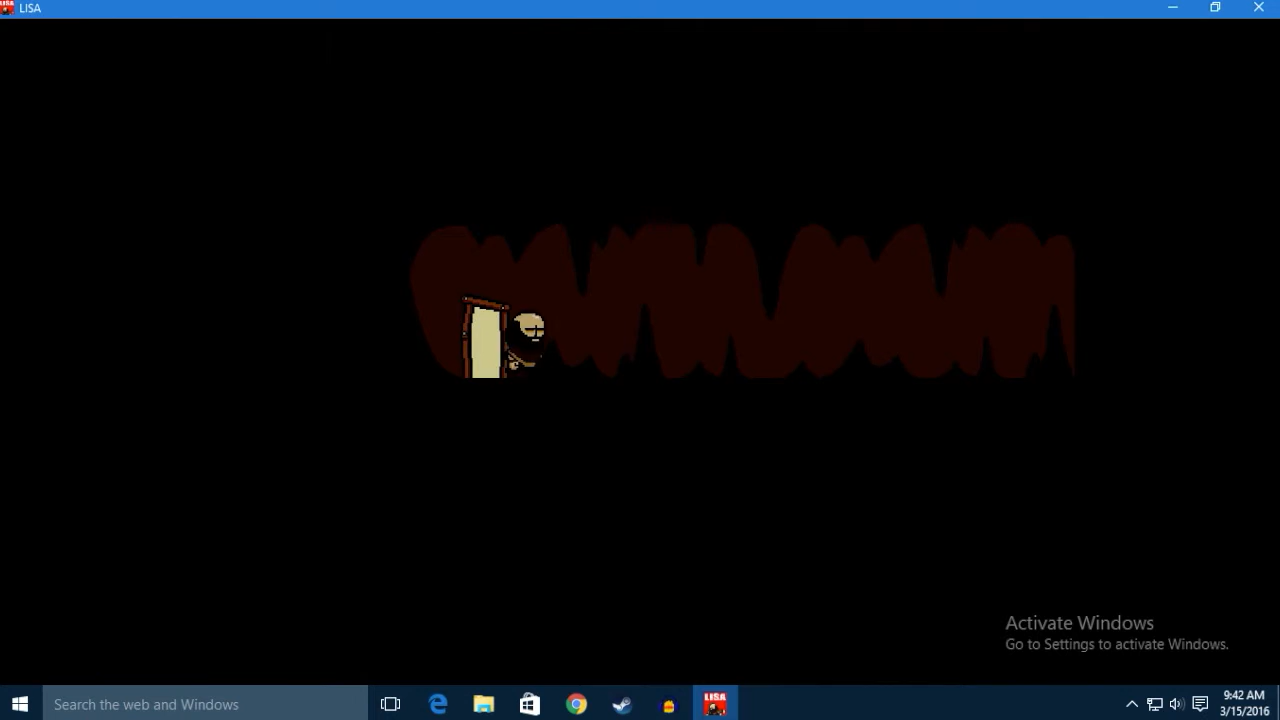 LISA
Activate Windows
Go to Settings to activate Windows.
Search the web and Windows
LISA
9:42 AM
3/15/2016